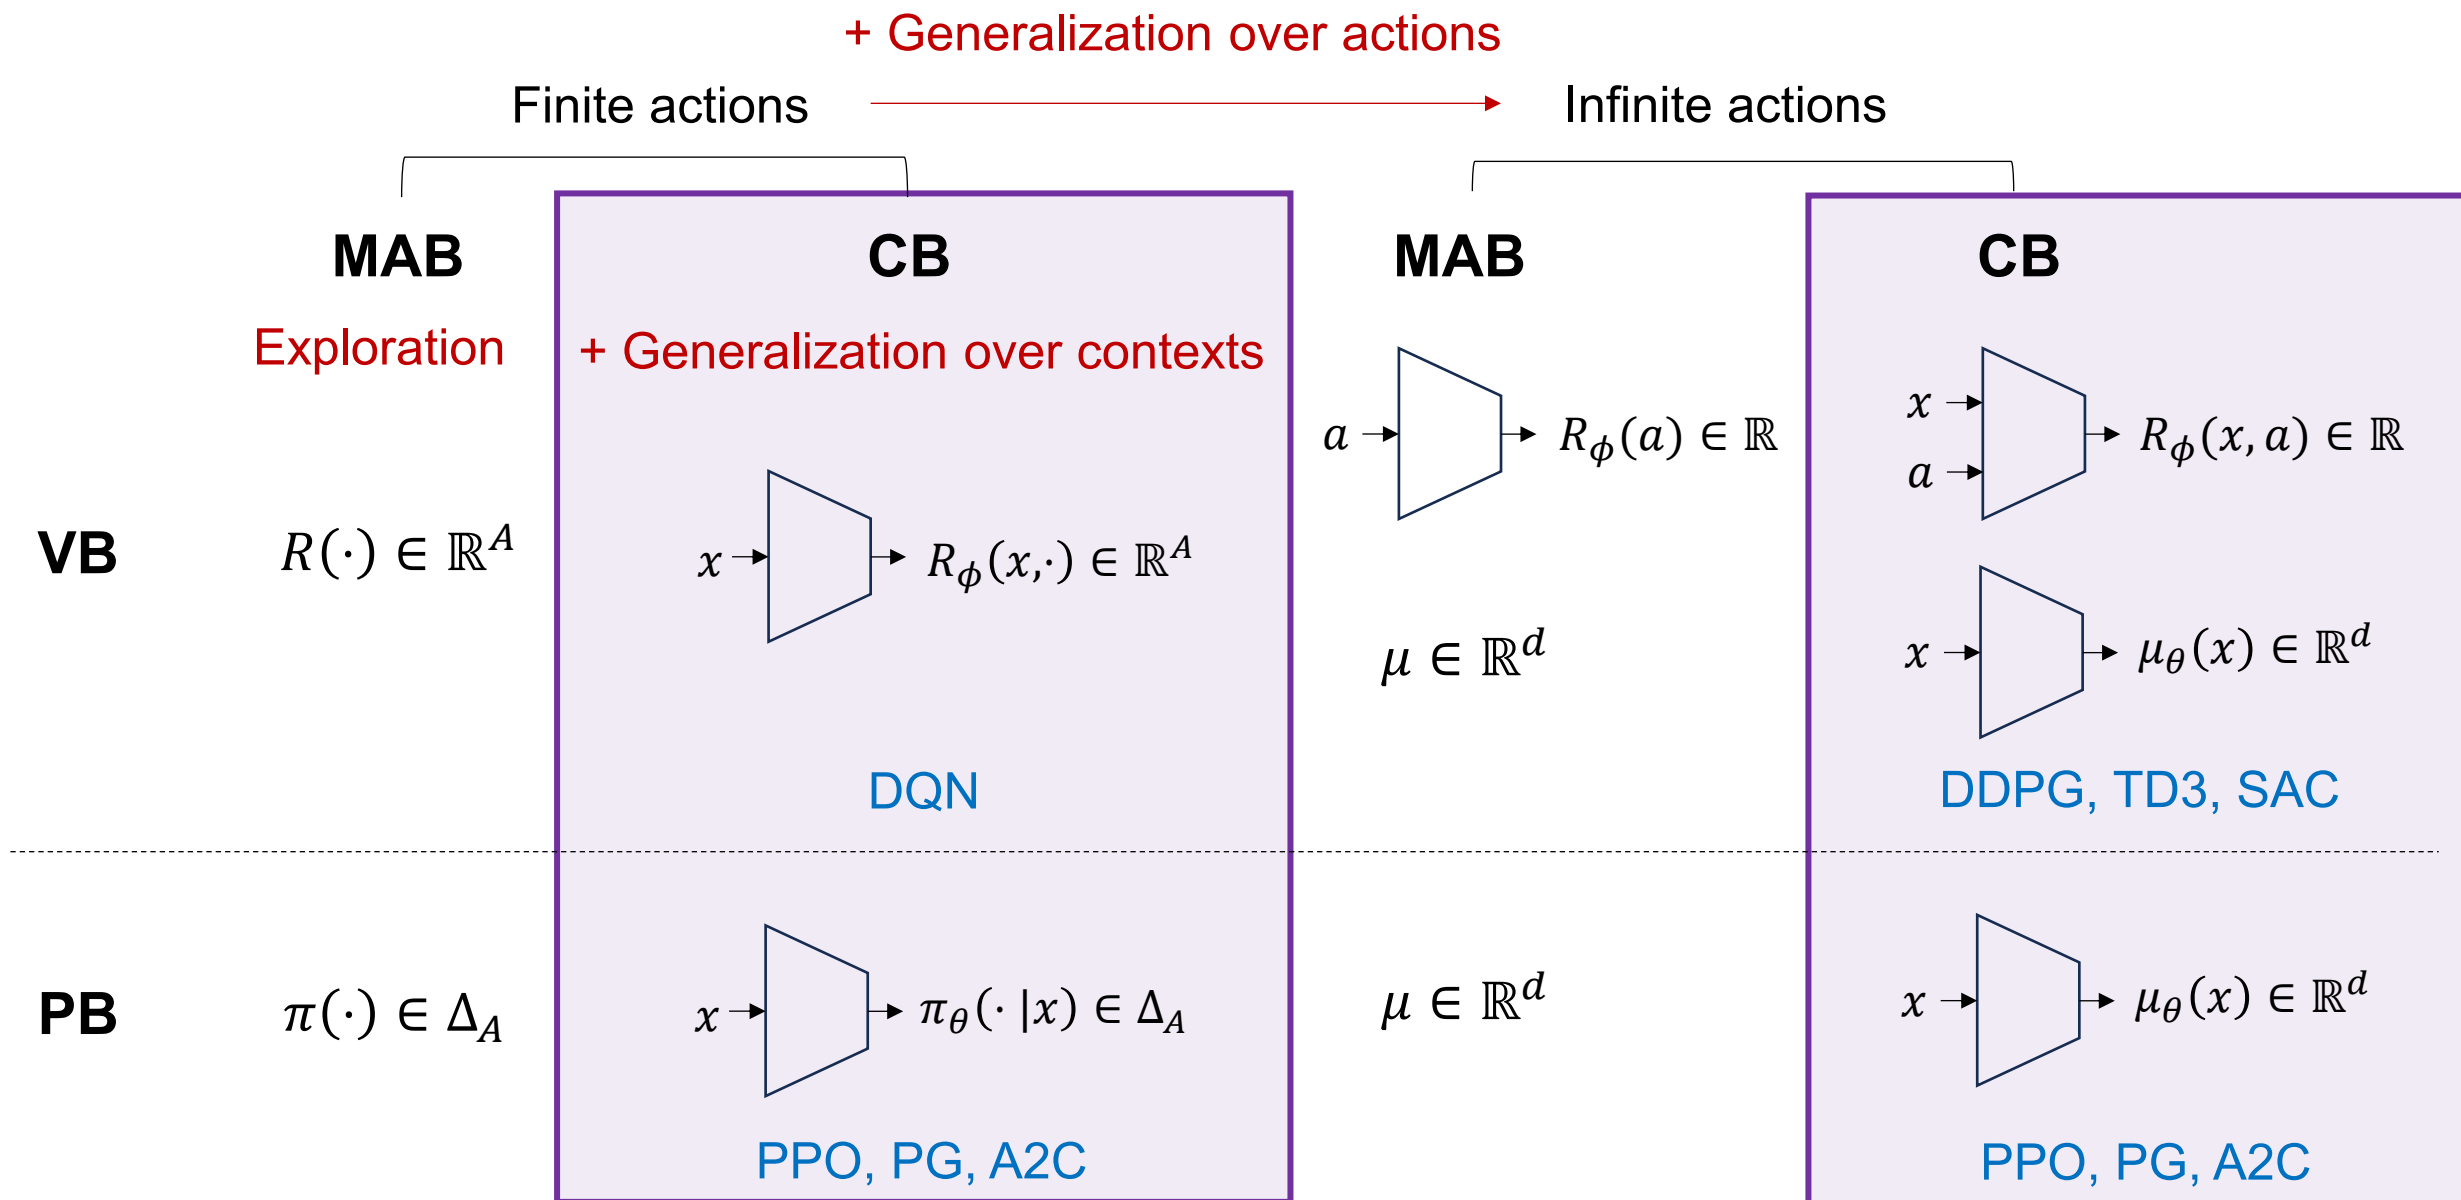 + Generalization over actions
Finite actions
Infinite actions
MAB
CB
MAB
CB
Exploration
+ Generalization over contexts
a
R_ϕ(a) ∈ ℝ
x
a
R_ϕ(x, a) ∈ ℝ
VB
R(·) ∈ ℝ^A
x
R_ϕ(x,·) ∈ ℝ^A
μ ∈ ℝ^d
x
μ_θ(x) ∈ ℝ^d
DQN
DDPG, TD3, SAC
PB
π(·) ∈ Δ_A
x
π_θ(· |x) ∈ Δ_A
μ ∈ ℝ^d
x
μ_θ(x) ∈ ℝ^d
PPO, PG, A2C
PPO, PG, A2C